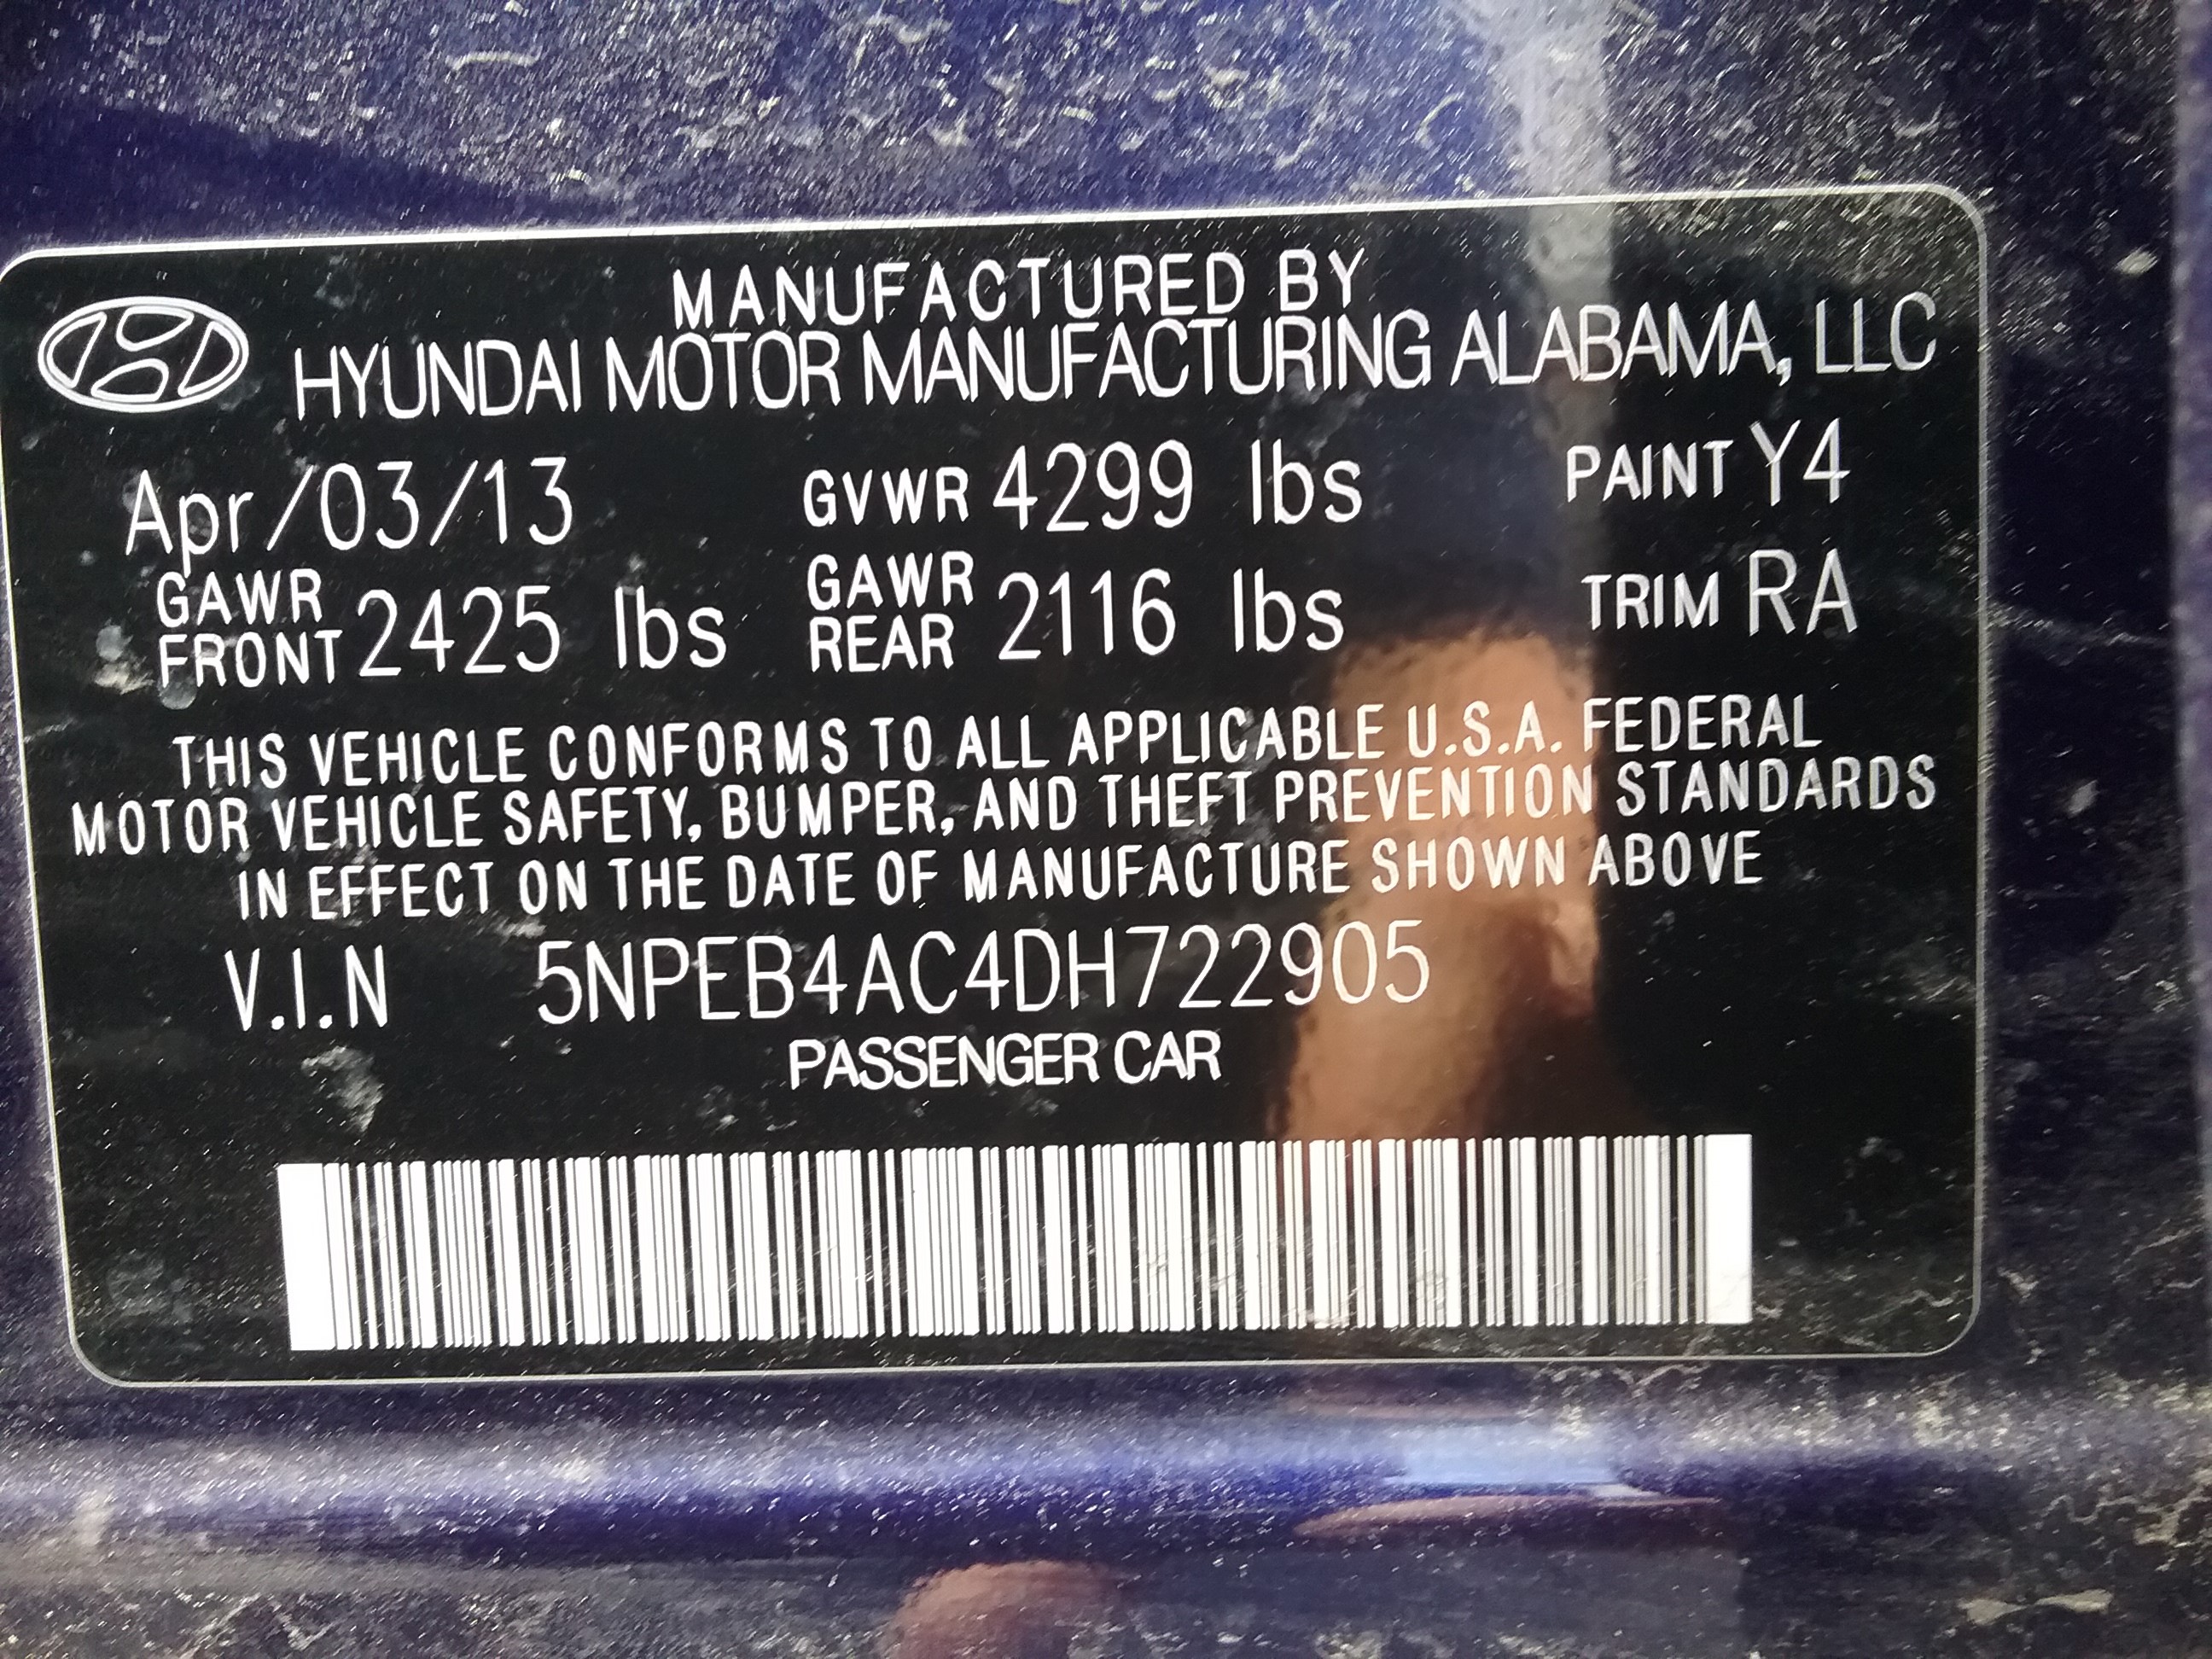 MANUFACTURED BY
HYUNDAI MOTOR MANUFACTURING ALABAMA, LLC
Apr/03/13 GVWR 4299 lbs PAINT Y4
GAWR FRONT 2425 lbs GAWR REAR 2116 lbs TRIM RA
THIS VEHICLE CONFORMS TO ALL APPLICABLE U.S.A. FEDERAL
MOTOR VEHICLE SAFETY, BUMPER, AND THEFT PREVENTION STANDARDS
IN EFFECT ON THE DATE OF MANUFACTURE SHOWN ABOVE
V.I.N 5NPEB4AC4DH722905
PASSENGER CAR